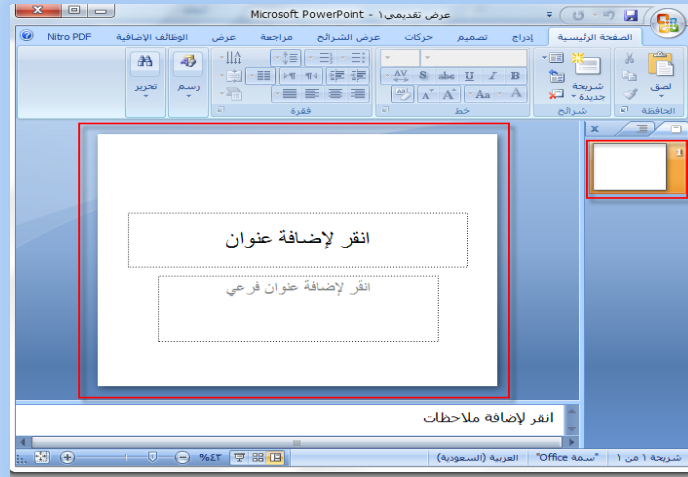 عرض تقديمي١ - Microsoft PowerPoint
الصفحة الرئيسية إدراج تصميم حركات عرض الشرائح مراجعة عرض الوظائف الإضافية Nitro PDF
لصق
شريحة
جديدة
رسم
تحرير
الحافظة شرائح خط فقرة
1
انقر لإضافة عنوان
انقر لإضافة عنوان فرعي
انقر لإضافة ملاحظات
شريحة ١ من ١ "سمة Office" العربية (السعودية) ٤٣%